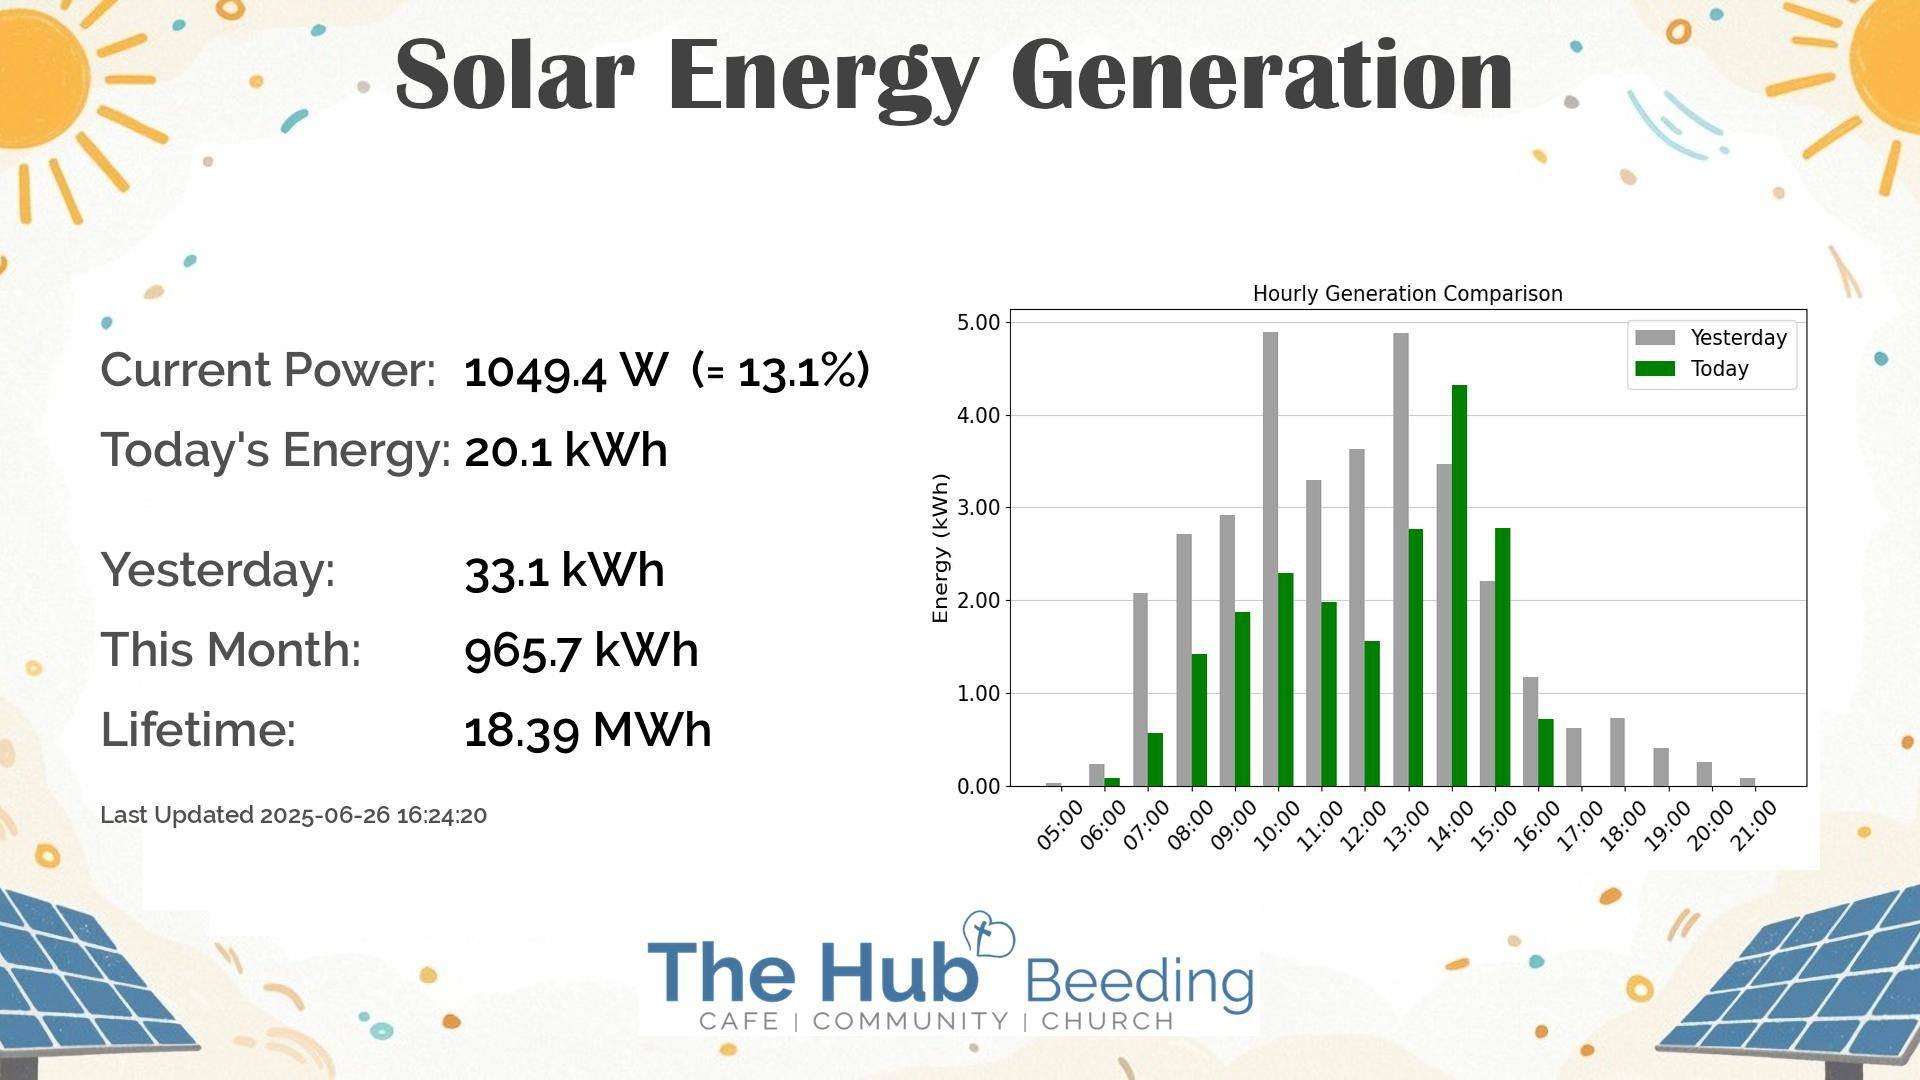 Solar Energy Generation
Current Power: 1049.4 W (= 13.1%)
Today's Energy: 20.1 kWh
Yesterday: 33.1 kWh
This Month: 965.7 kWh
Lifetime: 18.39 MWh
Last Updated 2025-06-26 16:24:20
Hourly Generation Comparison
Yesterday
Today
Energy (kWh)
5.00
4.00
3.00
2.00
1.00
0.00
05:00 06:00 07:00 08:00 09:00 10:00 11:00 12:00 13:00 14:00 15:00 16:00 17:00 18:00 19:00 20:00 21:00
The Hub Beeding
CAFE | COMMUNITY | CHURCH